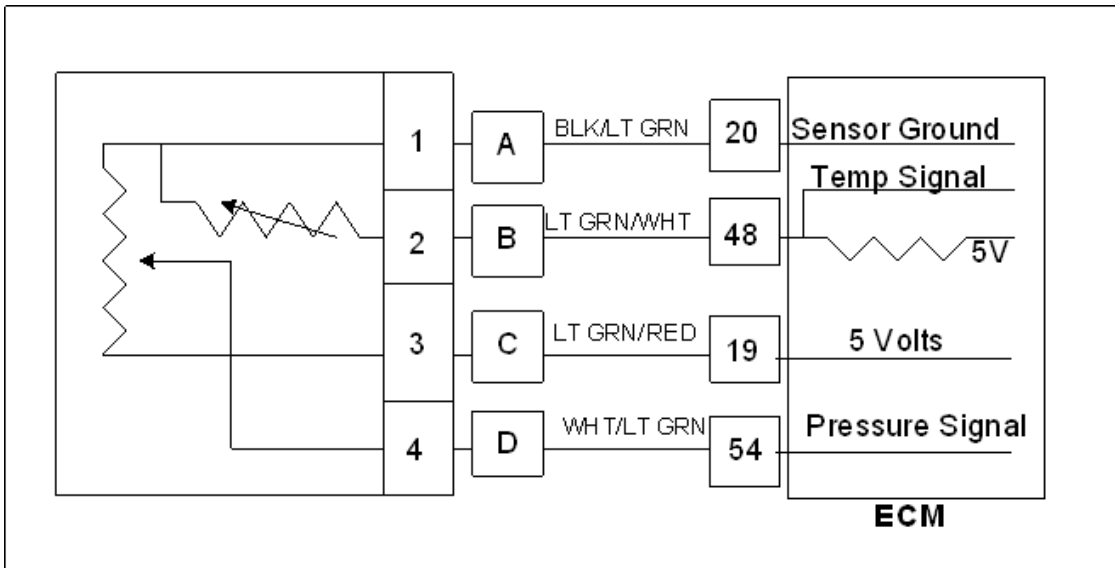 1 A BLK/LT GRN 20 Sensor Ground
Temp Signal
2 B LT GRN/WHT 48 5V
3 C LT GRN/RED 19 5 Volts
4 D WHT/LT GRN 54 Pressure Signal
ECM